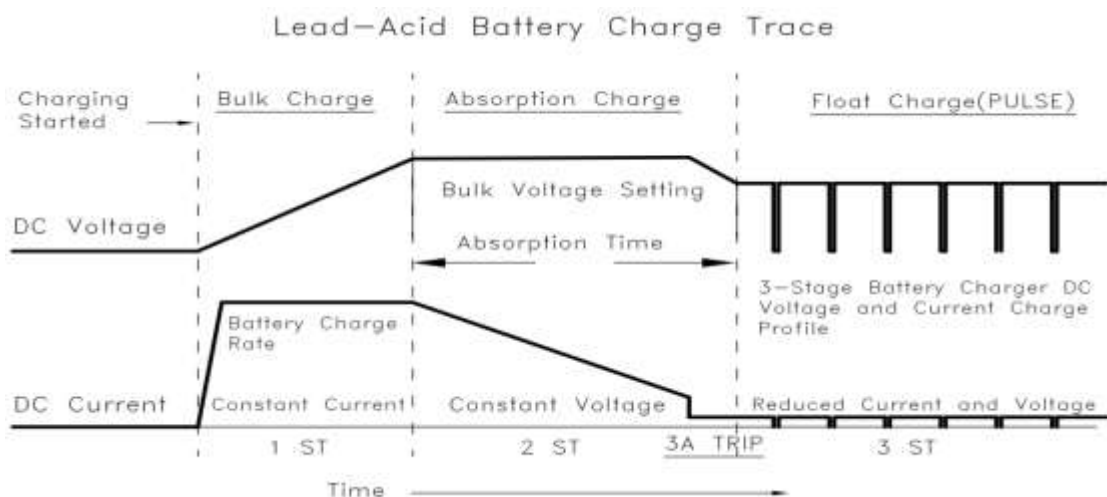 Lead-Acid Battery Charge Trace
Charging
Started
Bulk Charge
Absorption Charge
Float Charge(PULSE)
Bulk Voltage Setting
DC Voltage
Absorption Time
3-Stage Battery Charger DC
Voltage and Current Charge
Profile
Battery Charge
Rate
DC Current
Constant Current
Constant Voltage
Reduced Current and Voltage
1 ST
2 ST
3A TRIP
3 ST
Time